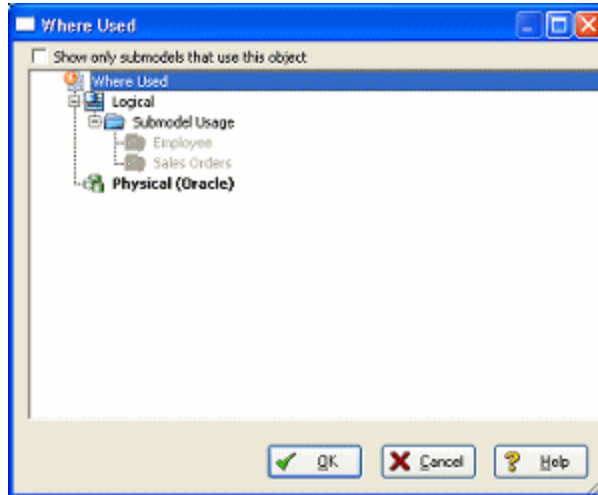 Where Used
Show only submodels that use this object
Where Used
Logical
Submodel Usage
Employee
Sales Orders
Physical (Oracle)
OK
Cancel
Help